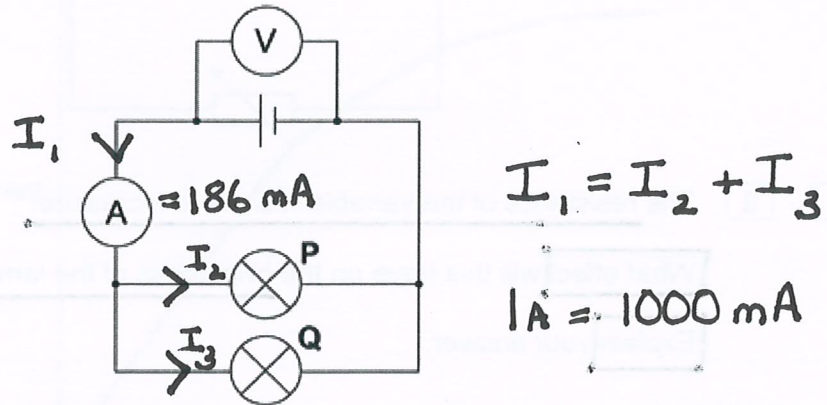 V
I₁
A = 186 mA
I₁ = I₂ + I₃
I₂ P
1A = 1000 mA
I₃ Q